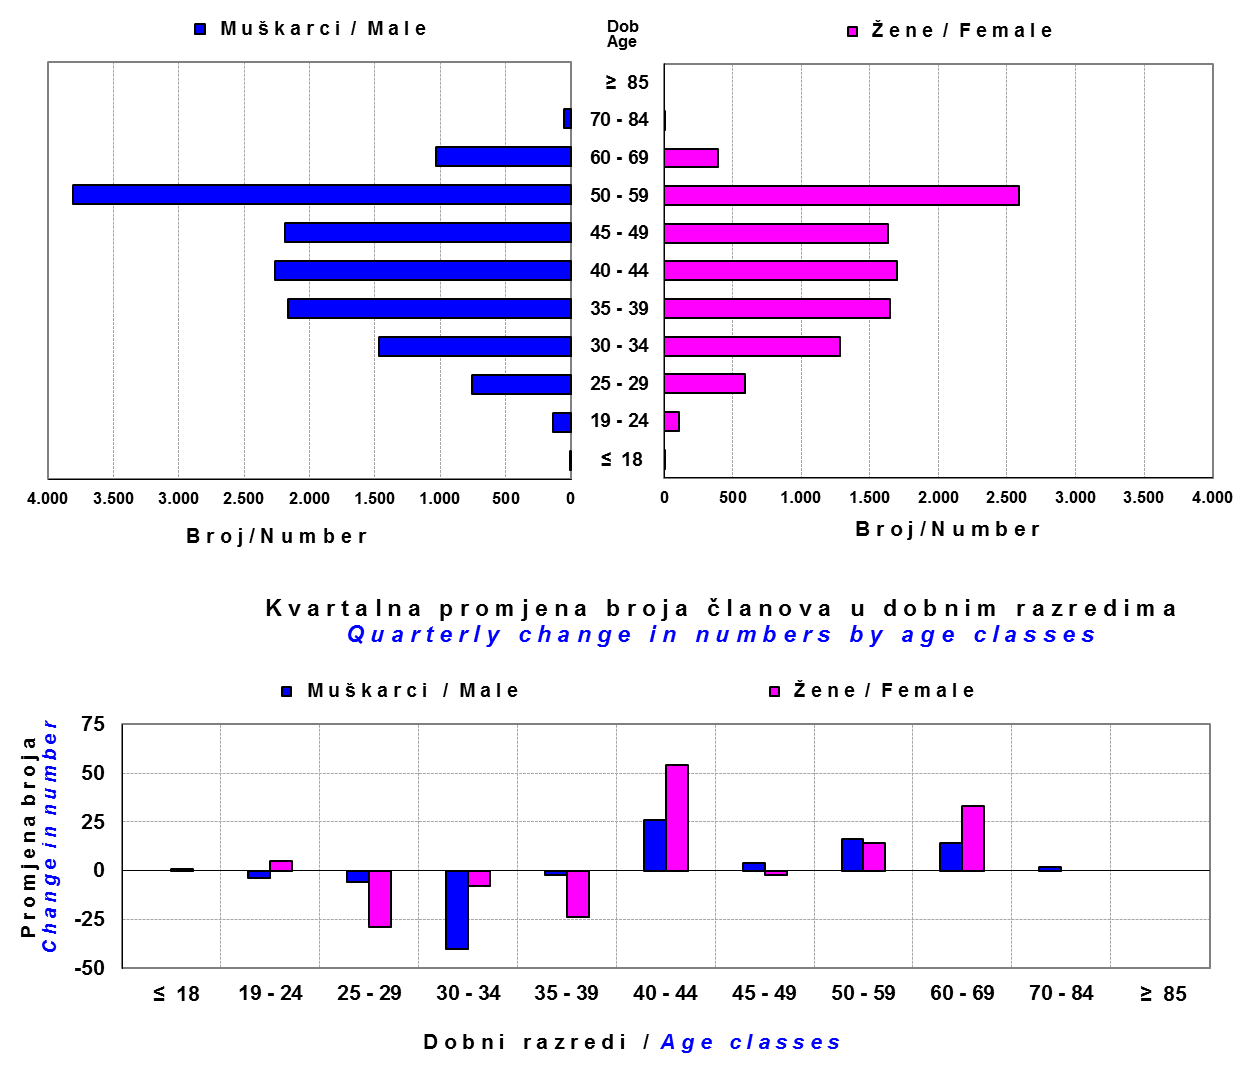 Muškarci / Male
Dob
Age
Žene / Female
≥ 85
70 - 84
60 - 69
50 - 59
45 - 49
40 - 44
35 - 39
30 - 34
25 - 29
19 - 24
≤ 18
4.000 3.500 3.000 2.500 2.000 1.500 1.000 500 0
0 500 1.000 1.500 2.000 2.500 3.000 3.500 4.000
Broj/Number
Broj/Number
Kvartalna promjena broja članova u dobnim razredima
Quarterly change in numbers by age classes
Muškarci / Male
Žene / Female
Promjena broja
Change in number
75
50
25
0
-25
-50
≤ 18 19 - 24 25 - 29 30 - 34 35 - 39 40 - 44 45 - 49 50 - 59 60 - 69 70 - 84 ≥ 85
Dobni razredi / Age classes